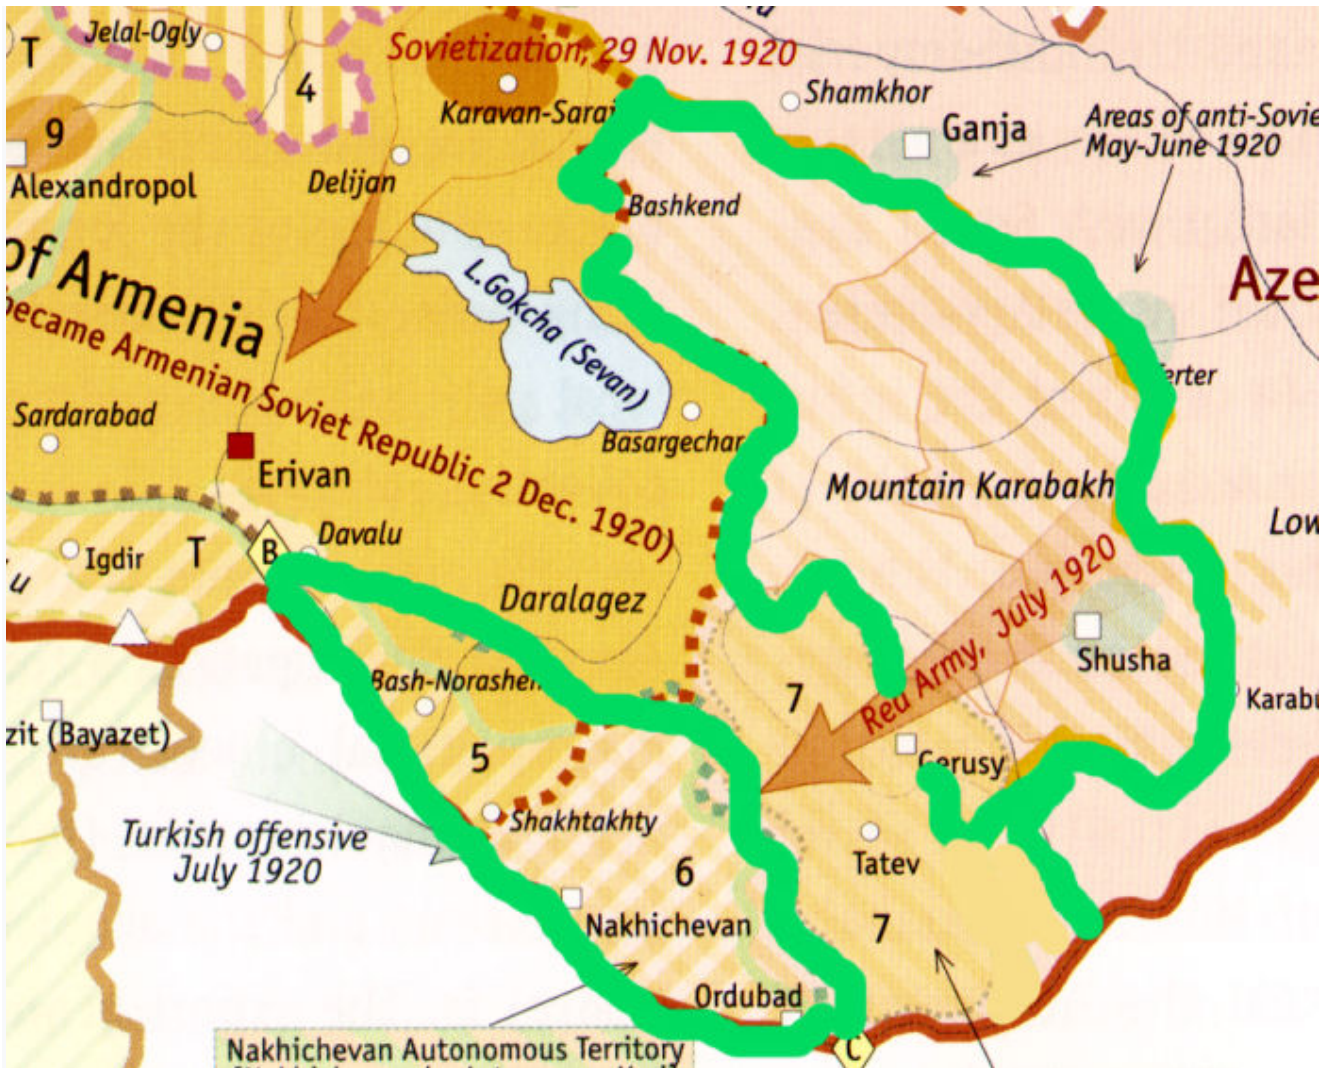 Jelal-Ogly
T
4
Sovietization, 29 Nov. 1920
Karavan-Sarai
Shamkhor
Ganja
Areas of anti-Sovie
May-June 1920
9
Alexandropol
Delijan
Bashkend
of Armenia
became Armenian Soviet Republic 2 Dec. 1920)
L.Gokcha (Sevan)
Aze
erter
Sardarabad
Basargechar
Erivan
Mountain Karabakh
Low
B
Davalu
Igdir
T
u
Daralagez
Red Army, July 1920
Shusha
Bash-Norashen
7
Karabu
zit (Bayazet)
5
Gerusy
Shakhtakhty
Turkish offensive
July 1920
6
Tatev
Nakhichevan
7
Ordubad
C
Nakhichevan Autonomous Territory